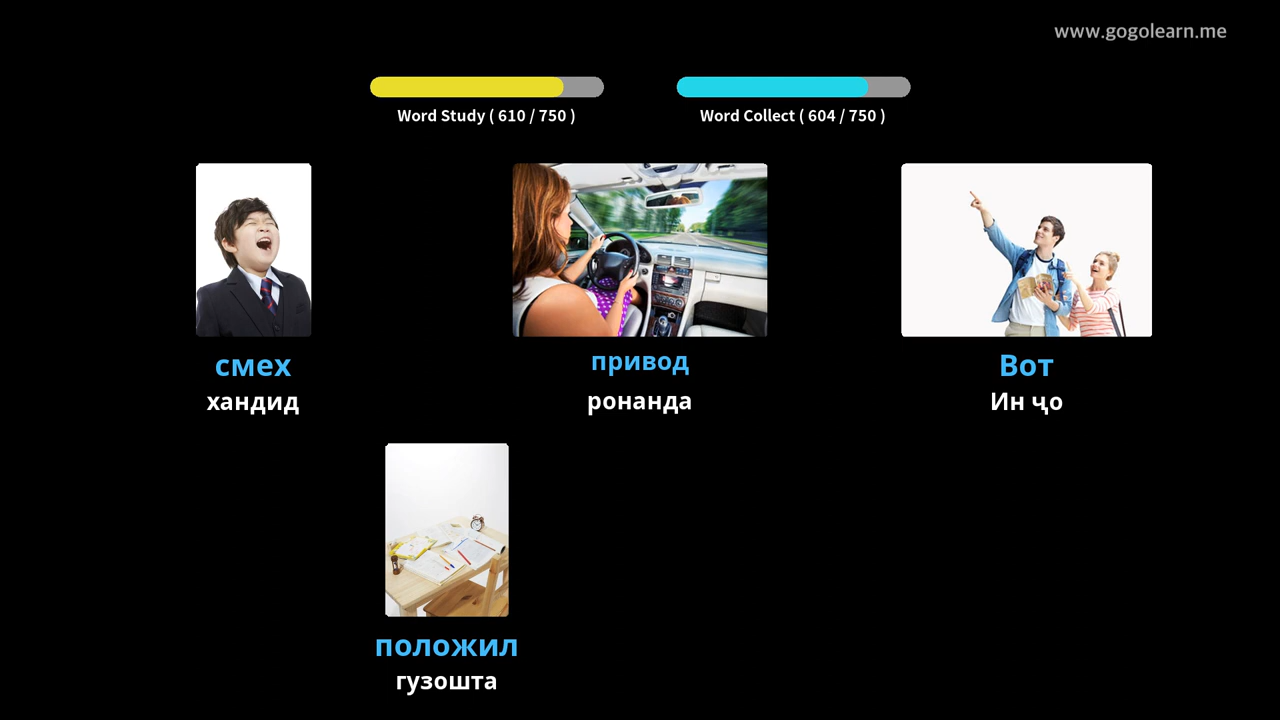 www.gogolearn.me
Word Study ( 610 / 750 )
Word Collect ( 604 / 750 )
смех
хандид
привод
ронанда
Вот
Ин ҷо
положил
гузошта